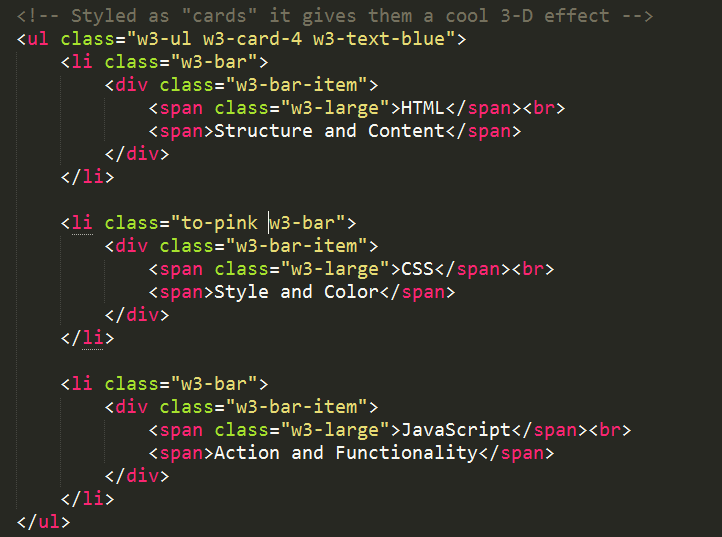 <!-- Styled as "cards" it gives them a cool 3-D effect -->
<ul class="w3-ul w3-card-4 w3-text-blue">
    <li class="w3-bar">
        <div class="w3-bar-item">
            <span class="w3-large">HTML</span><br>
            <span>Structure and Content</span>
        </div>
    </li>

    <li class="to-pink w3-bar">
        <div class="w3-bar-item">
            <span class="w3-large">CSS</span><br>
            <span>Style and Color</span>
        </div>
    </li>

    <li class="w3-bar">
        <div class="w3-bar-item">
            <span class="w3-large">JavaScript</span><br>
            <span>Action and Functionality</span>
        </div>
    </li>
</ul>